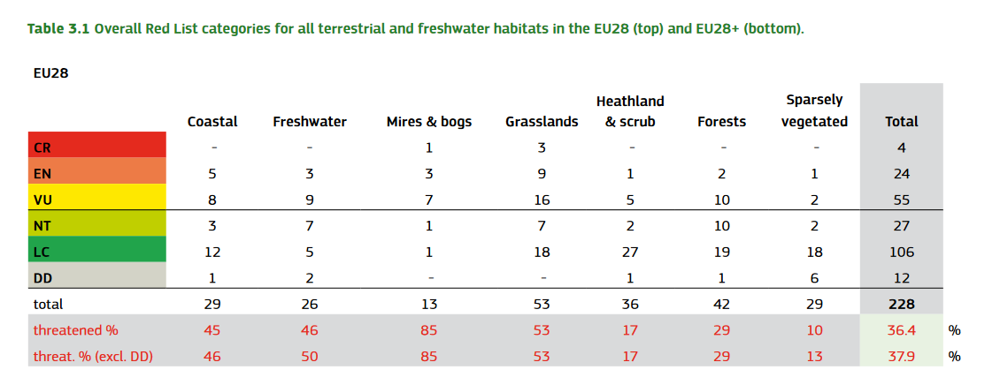 Table 3.1 Overall Red List categories for all terrestrial and freshwater habitats in the EU28 (top) and EU28+ (bottom).
EU28
Coastal Freshwater Mires & bogs Grasslands Heathland & scrub Forests Sparsely vegetated Total
CR - - 1 3 - - - 4
EN 5 3 3 9 1 2 1 24
VU 8 9 7 16 5 10 2 55
NT 3 7 1 7 2 10 2 27
LC 12 5 1 18 27 19 18 106
DD 1 2 - - 1 1 6 12
total 29 26 13 53 36 42 29 228
threatened % 45 46 85 53 17 29 10 36.4 %
threat. % (excl. DD) 46 50 85 53 17 29 13 37.9 %